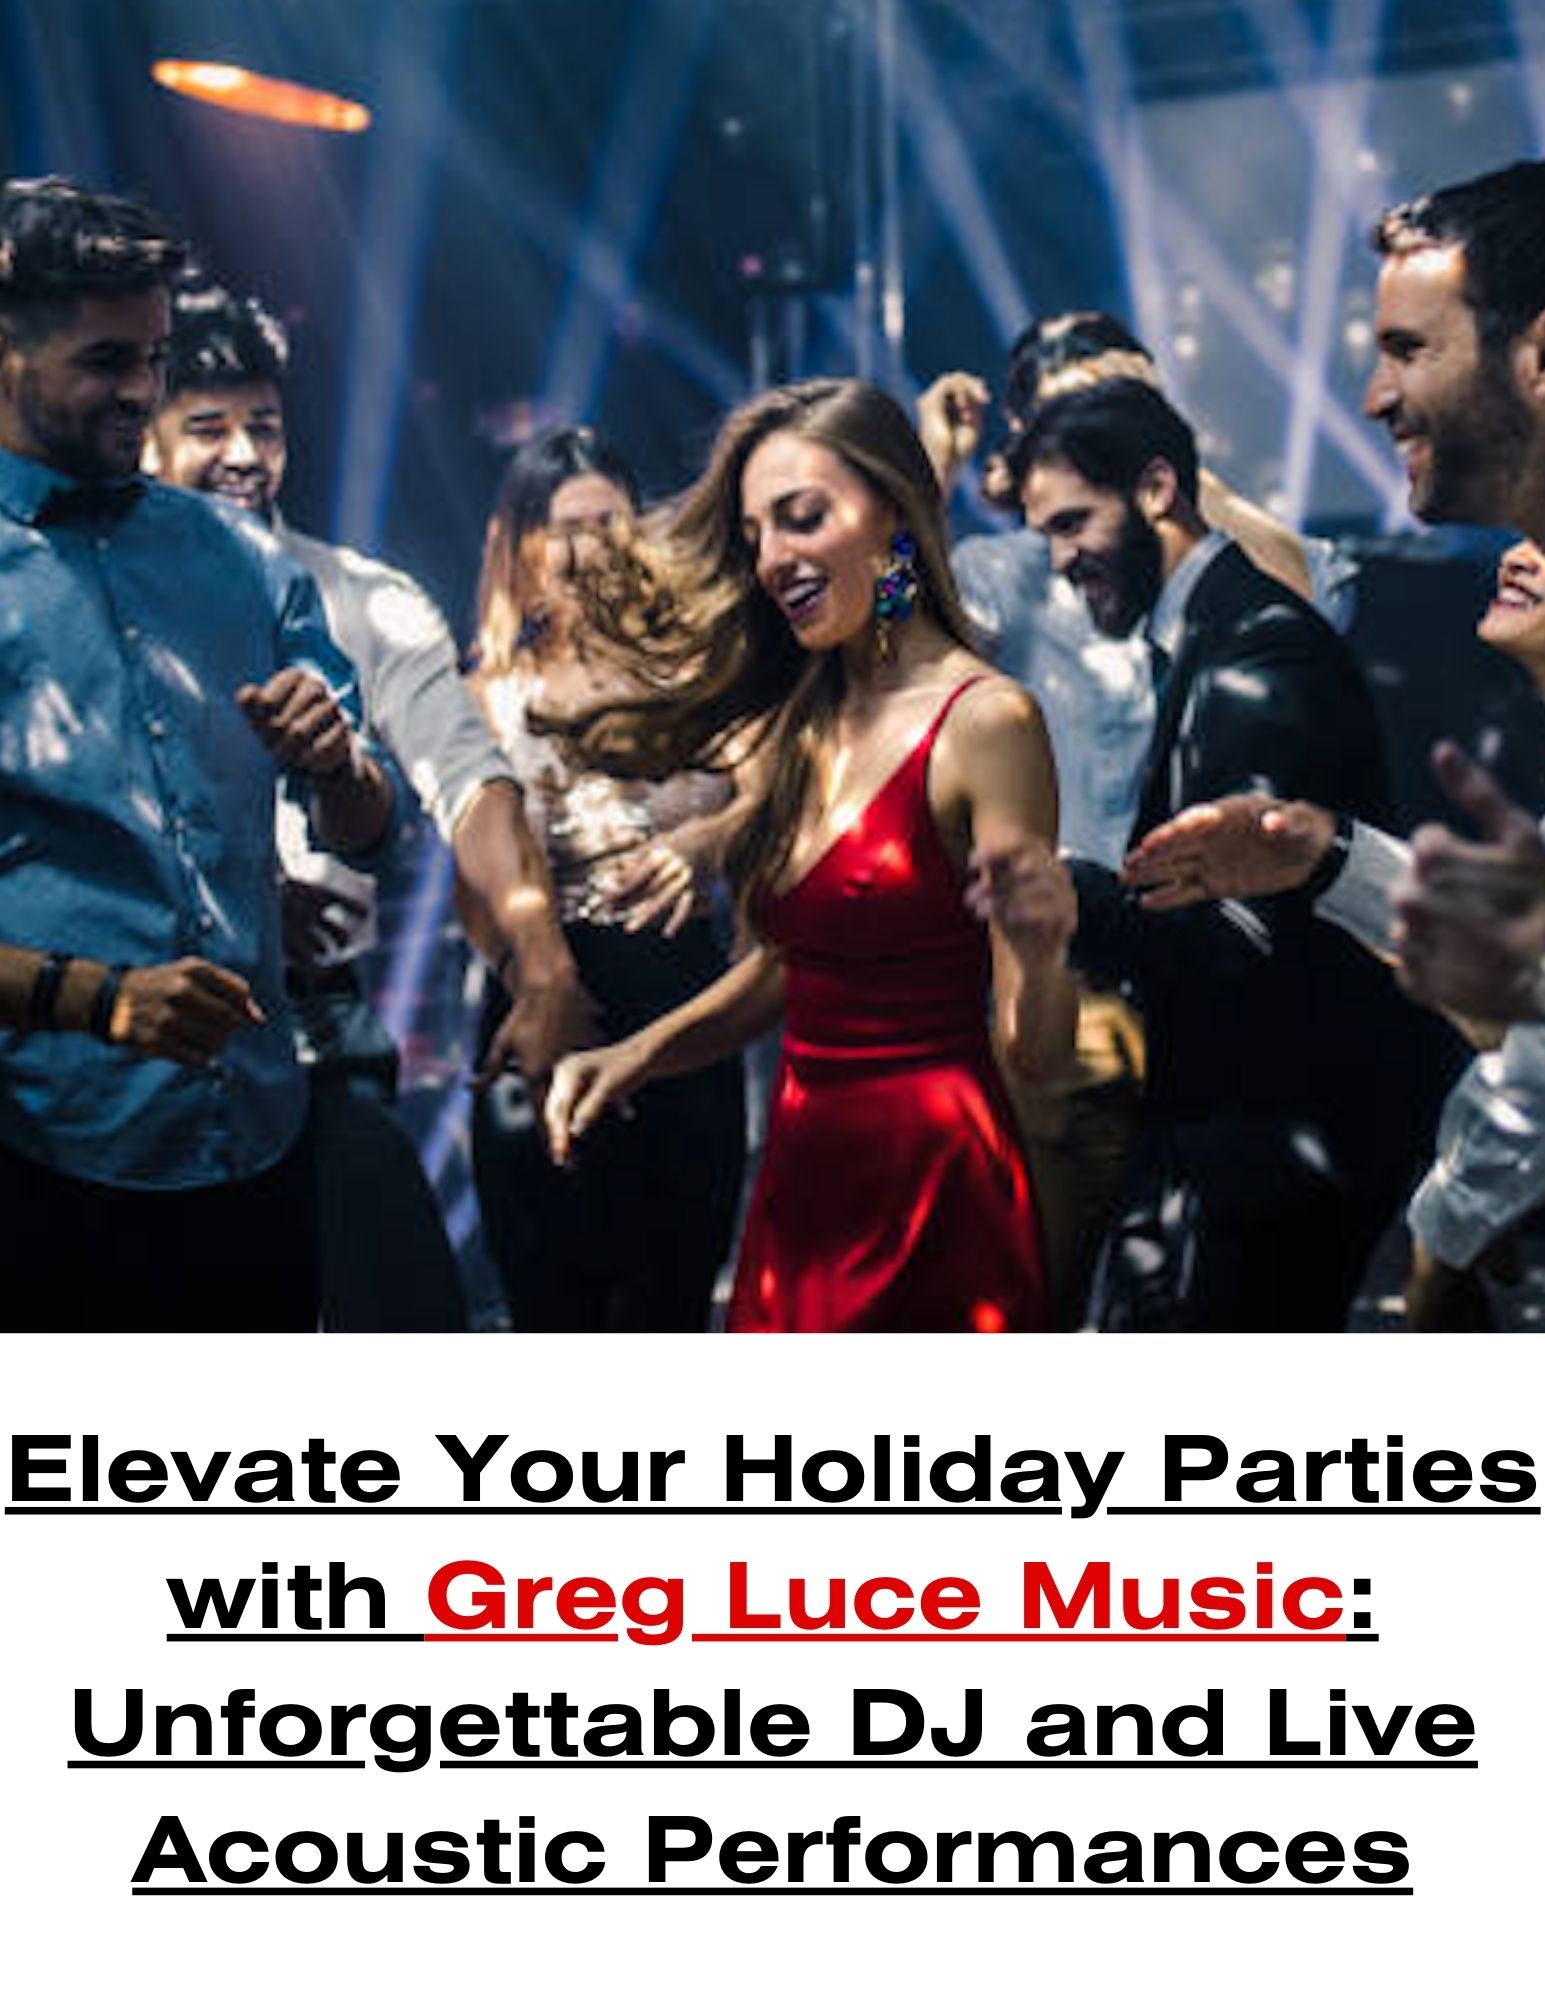 Elevate Your Holiday Parties
with Greg Luce Music:
Unforgettable DJ and Live
Acoustic Performances